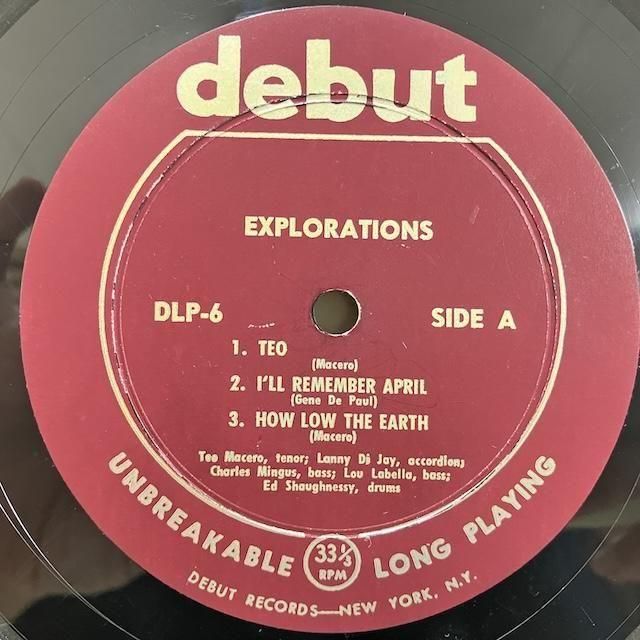 debut
EXPLORATIONS
DLP-6
SIDE A
1. TEO
(Macero)
2. I'LL REMEMBER APRIL
(Gene De Paul)
3. HOW LOW THE EARTH
(Macero)
Teo Macero, tenor; Lanny Di Jay, accordion;
Charles Mingus, bass; Lou Labella, bass;
Ed Shaughnessy, drums
UNBREAKABLE 33 1/3 RPM LONG PLAYING
DEBUT RECORDS—NEW YORK, N.Y.